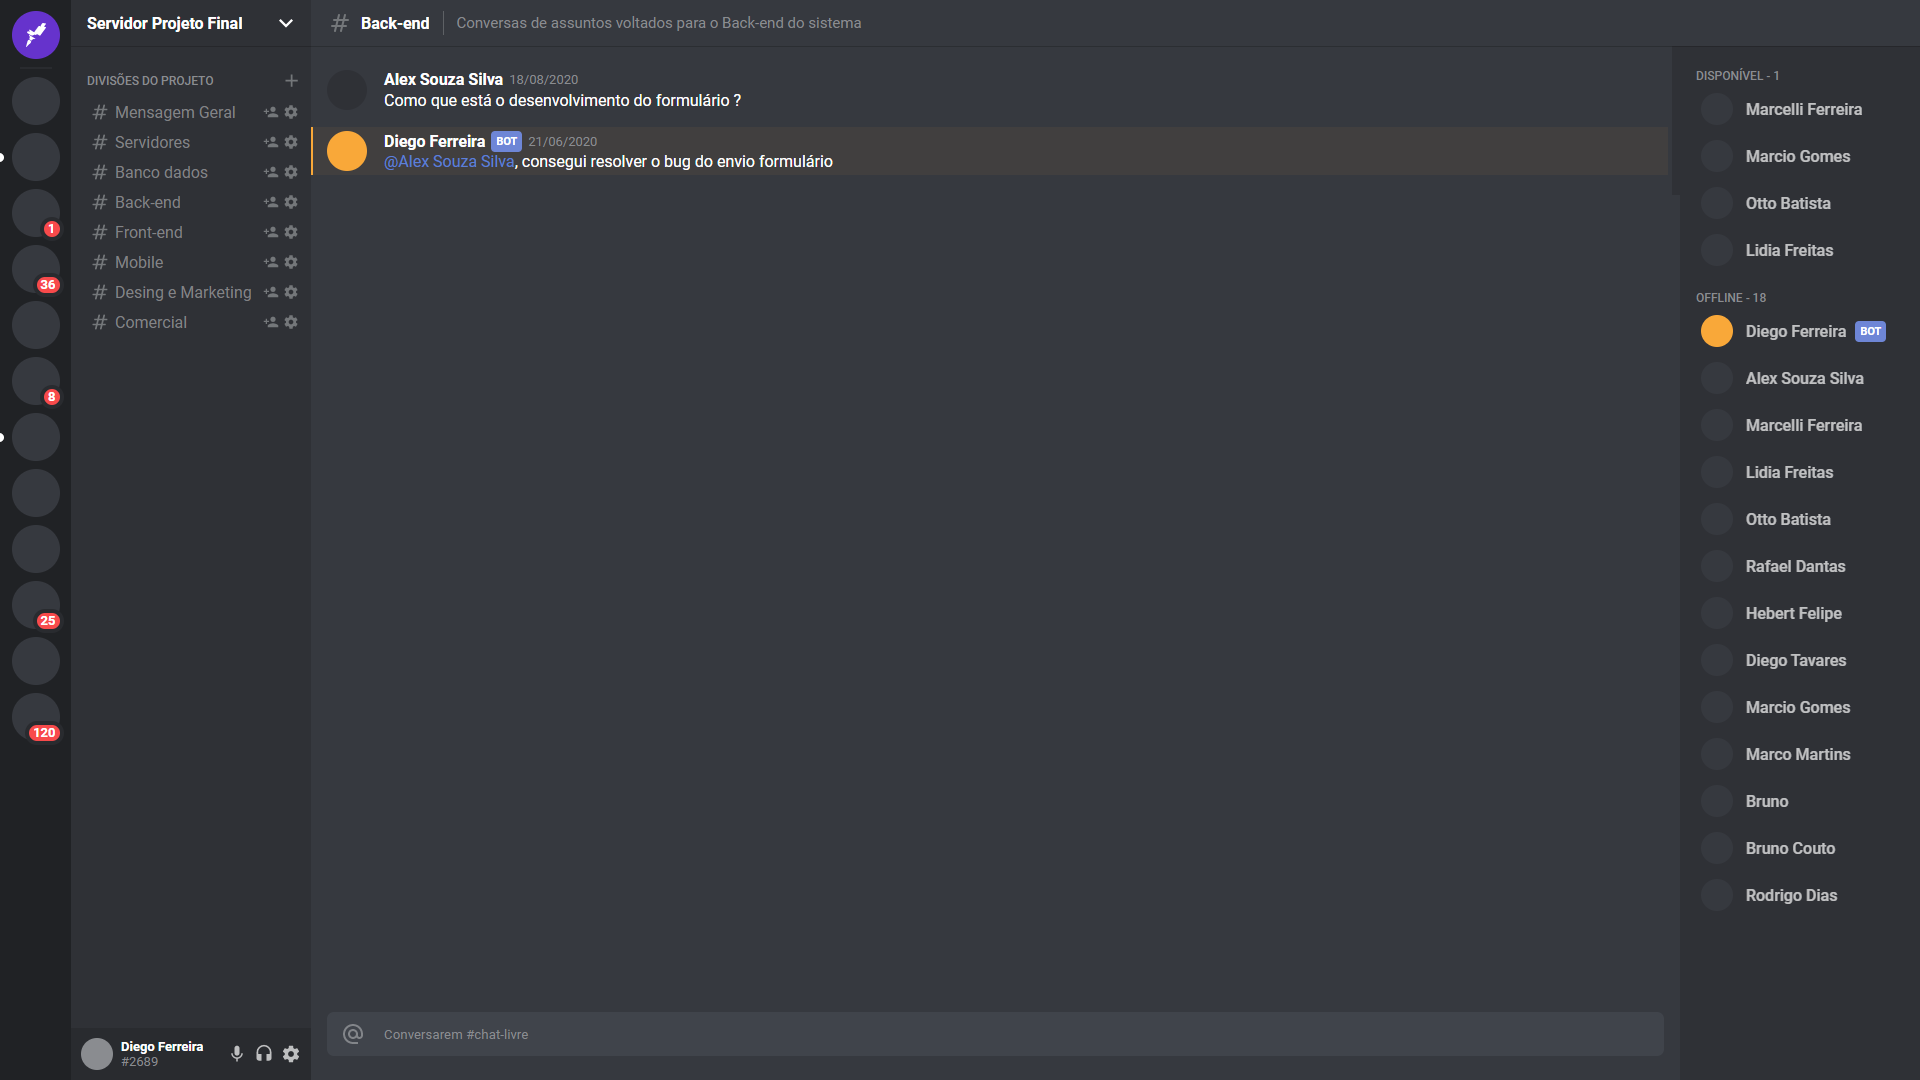 Servidor Projeto Final
DIVISÕES DO PROJETO
Mensagem Geral
Servidores
Banco dados
Back-end
Front-end
Mobile
Desing e Marketing
Comercial
1
36
8
25
120
Diego Ferreira
#2689
Back-end
Conversas de assuntos voltados para o Back-end do sistema
Alex Souza Silva 18/08/2020
Como que está o desenvolvimento do formulário ?
Diego Ferreira BOT 21/06/2020
@Alex Souza Silva, consegui resolver o bug do envio formulário
Conversarem #chat-livre
DISPONÍVEL - 1
Marcelli Ferreira
Marcio Gomes
Otto Batista
Lidia Freitas
OFFLINE - 18
Diego Ferreira BOT
Alex Souza Silva
Marcelli Ferreira
Lidia Freitas
Otto Batista
Rafael Dantas
Hebert Felipe
Diego Tavares
Marcio Gomes
Marco Martins
Bruno
Bruno Couto
Rodrigo Dias